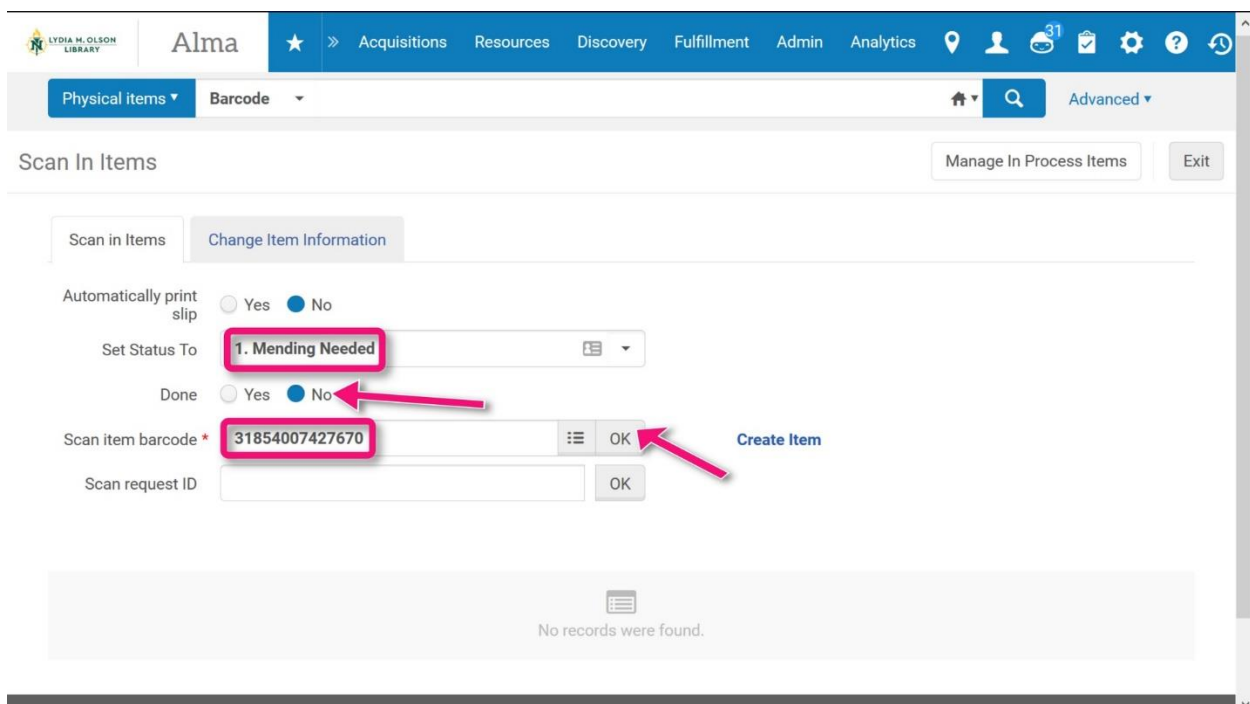 LYDIA M. OLSON
LIBRARY
Alma
Acquisitions Resources Discovery Fulfillment Admin Analytics 31
Physical items Barcode Advanced
Scan In Items Manage In Process Items Exit
Scan in Items Change Item Information
Automatically print
slip Yes No
Set Status To 1. Mending Needed
Done Yes No
Scan item barcode * 31854007427670 OK Create Item
Scan request ID OK
No records were found.